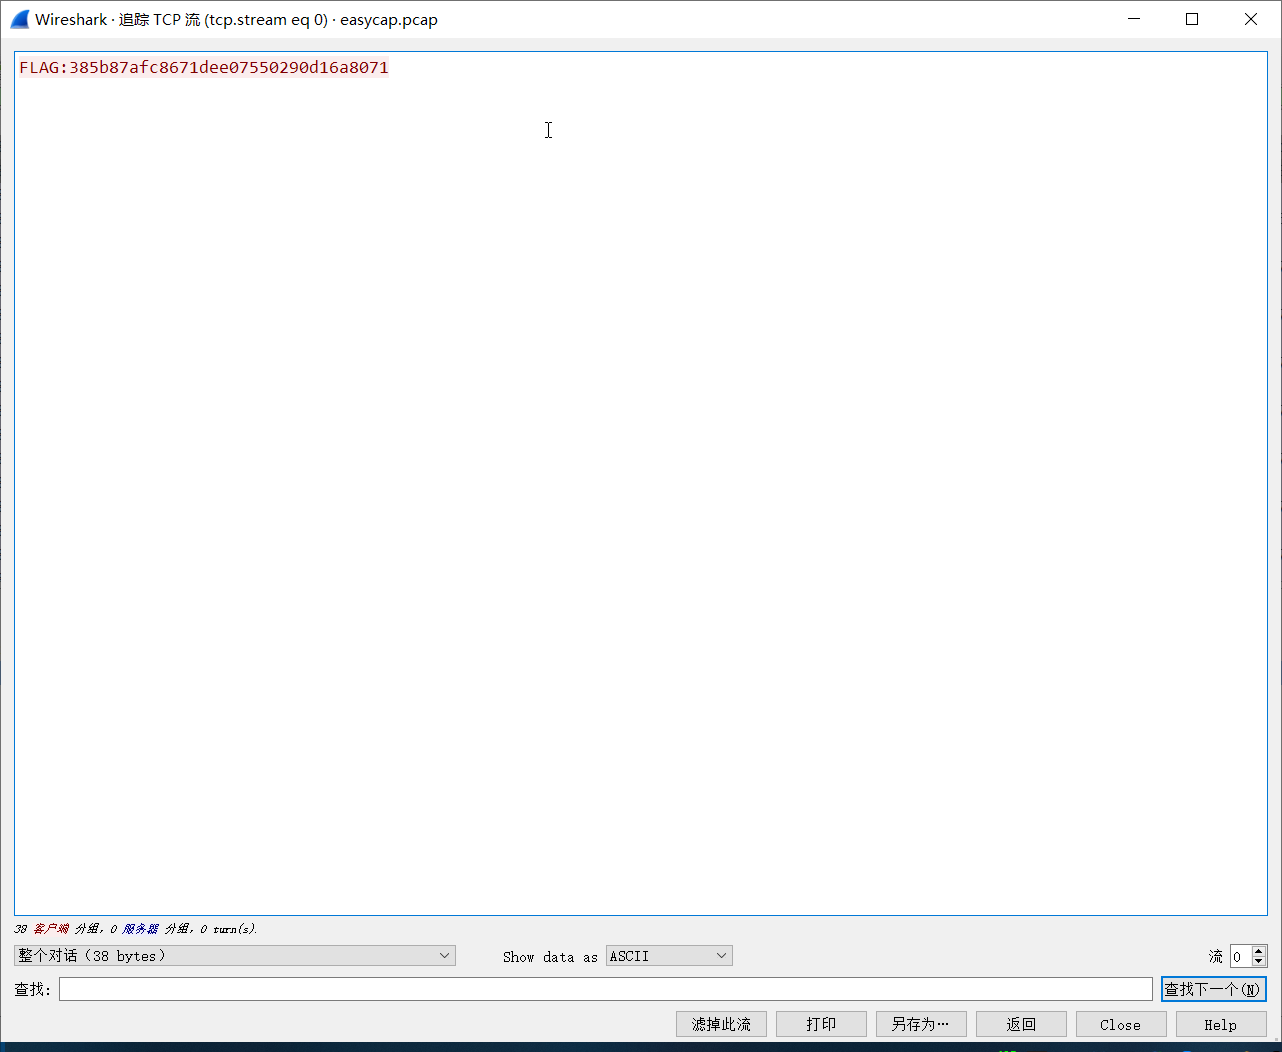 Wireshark · 追踪 TCP 流 (tcp.stream eq 0) · easycap.pcap
FLAG:385b87afc8671dee07550290d16a8071
38 客户端 分组, 0 服务器 分组, 0 turn(s).
整个对话（38 bytes） Show data as ASCII 流 0
查找: 查找下一个(N)
滤掉此流 打印 另存为… 返回 Close Help